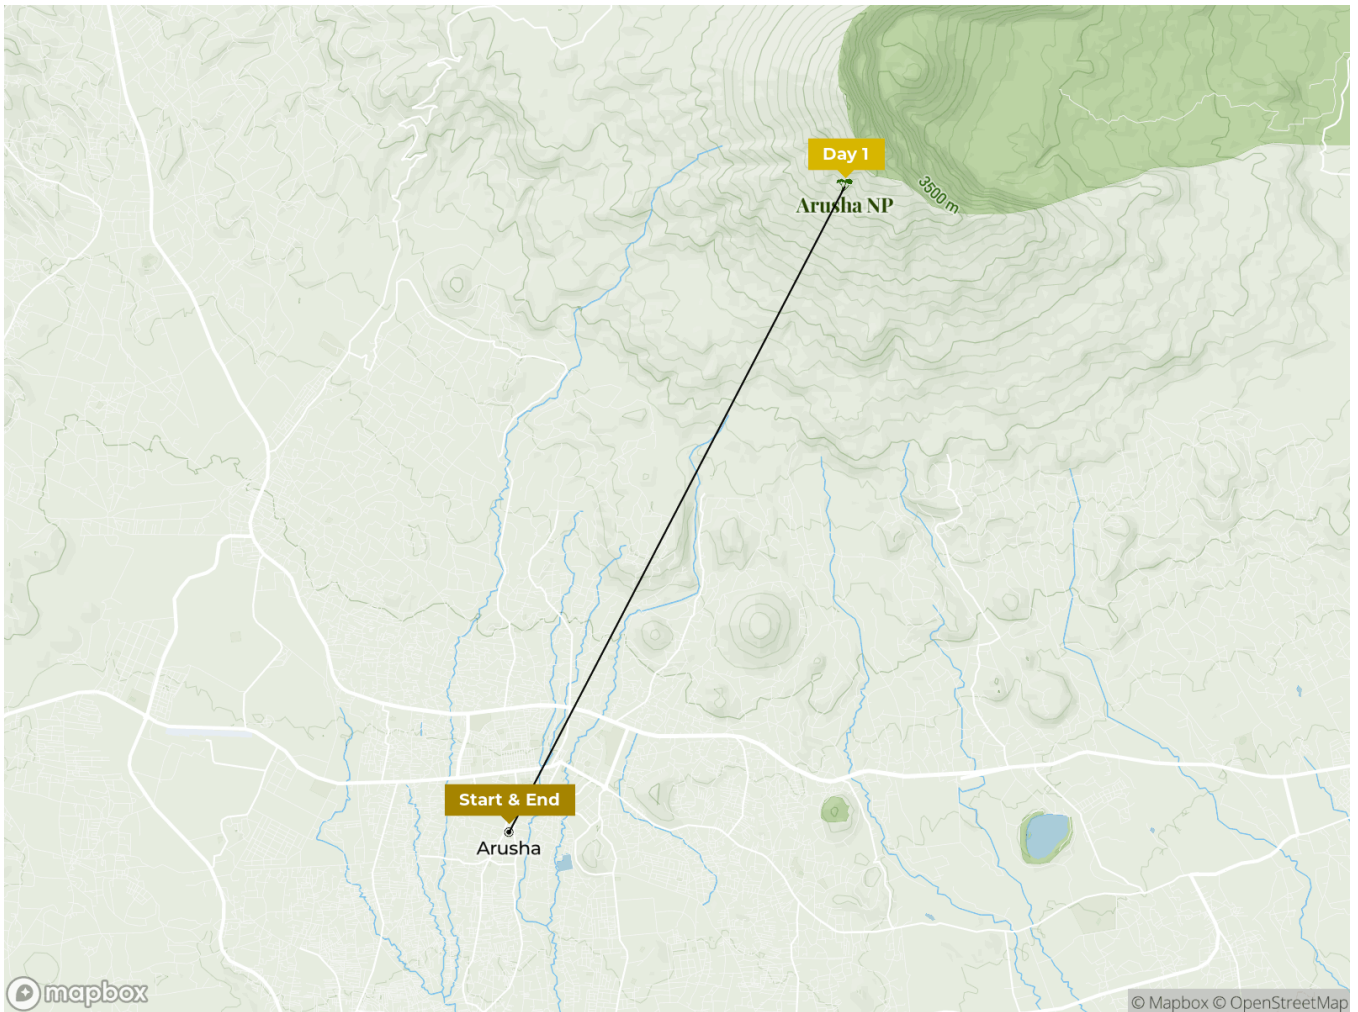 Day 1
Arusha NP
3500 m
Start & End
Arusha
mapbox
© Mapbox © OpenStreetMap